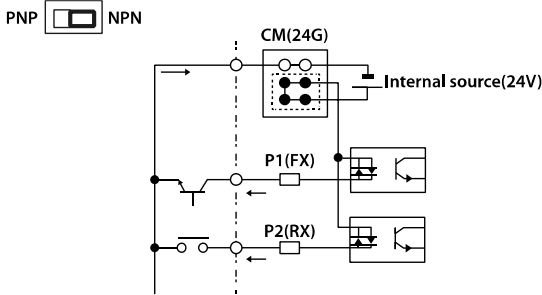 PNP NPN
CM(24G)
Internal source(24V)
P1(FX)
P2(RX)